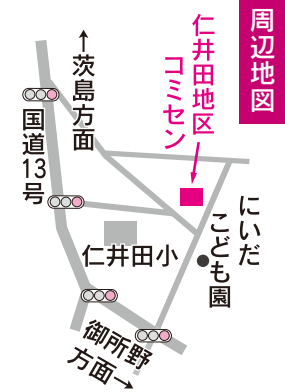 周辺地図
仁井田地区
コミセン
↑茨島方面
国道13号
にいだ
こども園
仁井田小
御所野
方面→